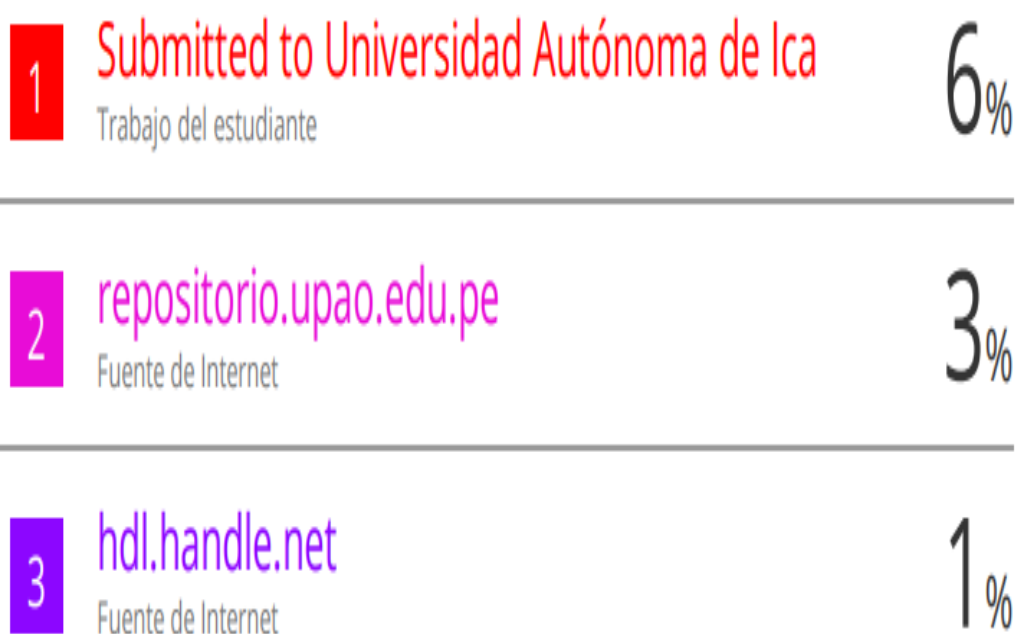 1 Submitted to Universidad Autónoma de Ica 6%
Trabajo del estudiante
2 repositorio.upao.edu.pe 3%
Fuente de Internet
3 hdl.handle.net 1%
Fuente de Internet